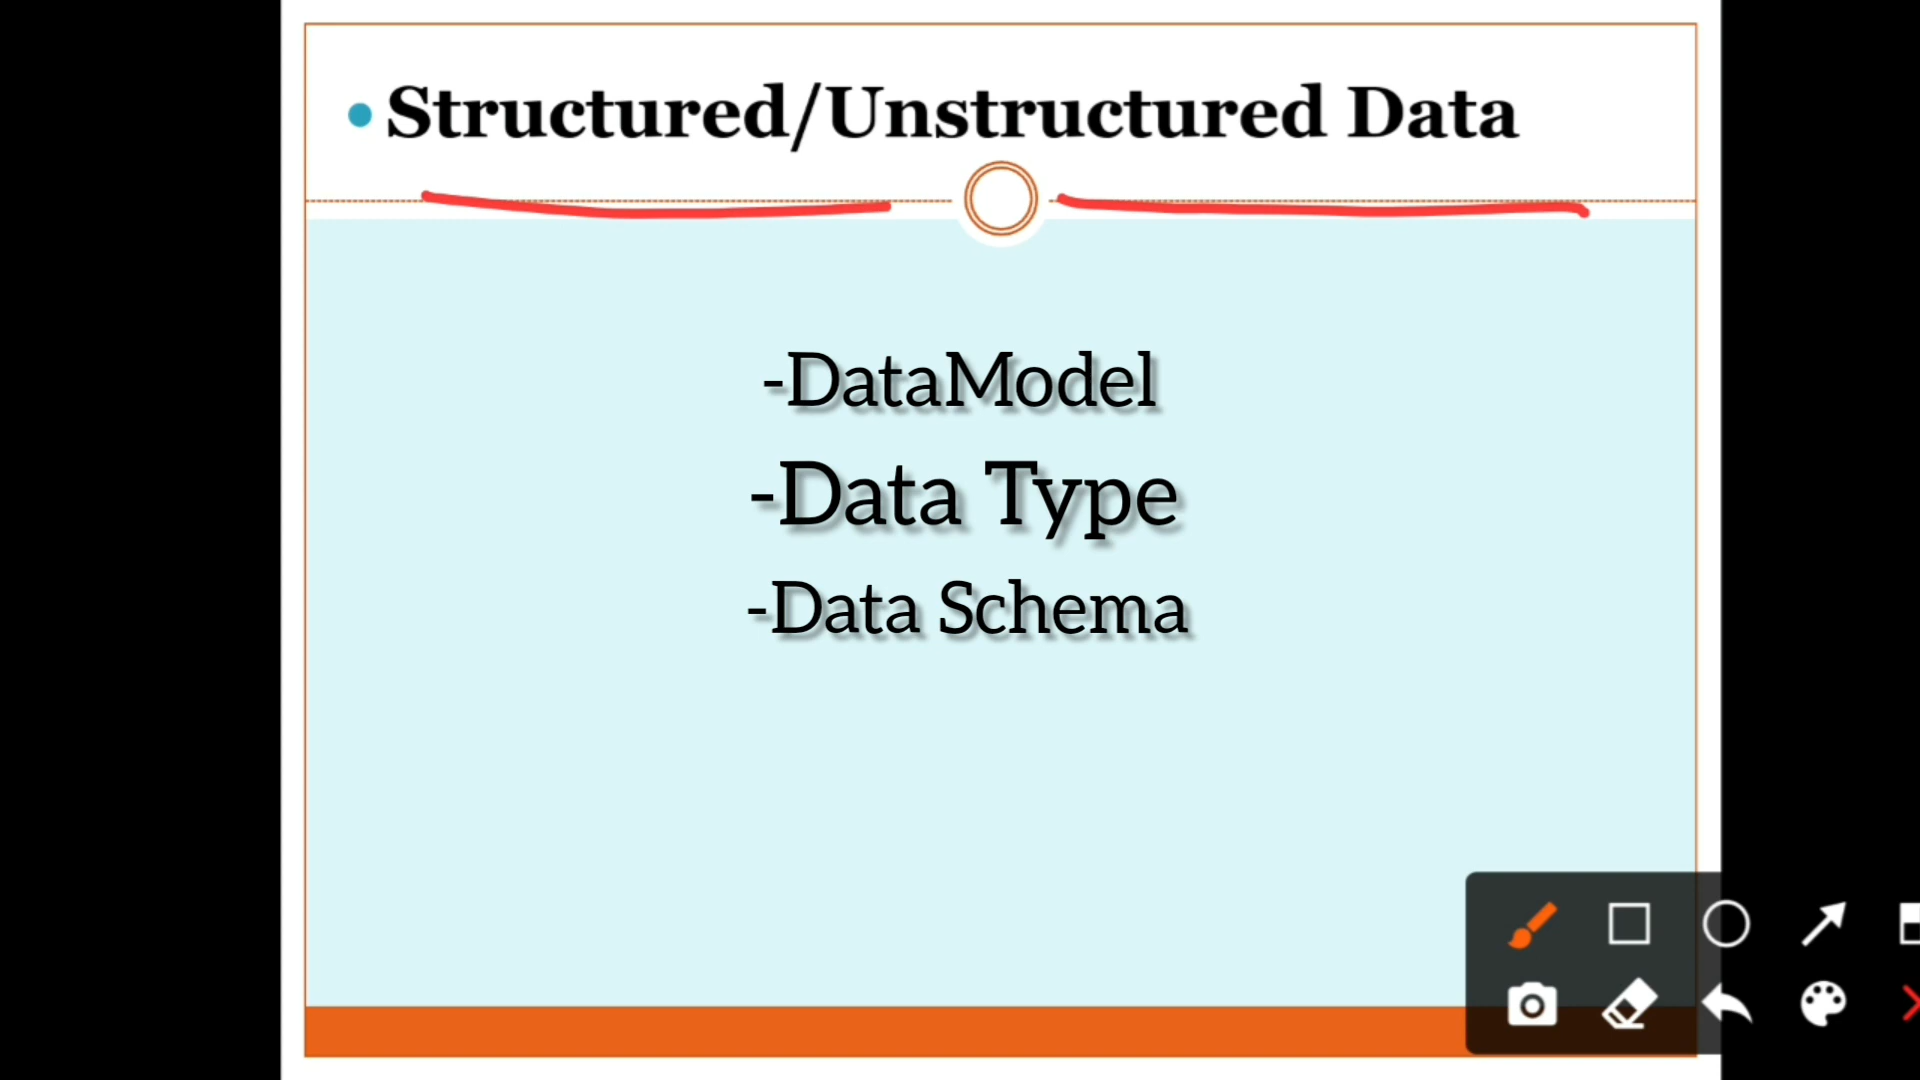 • Structured/Unstructured Data
-DataModel
-Data Type
-Data Schema